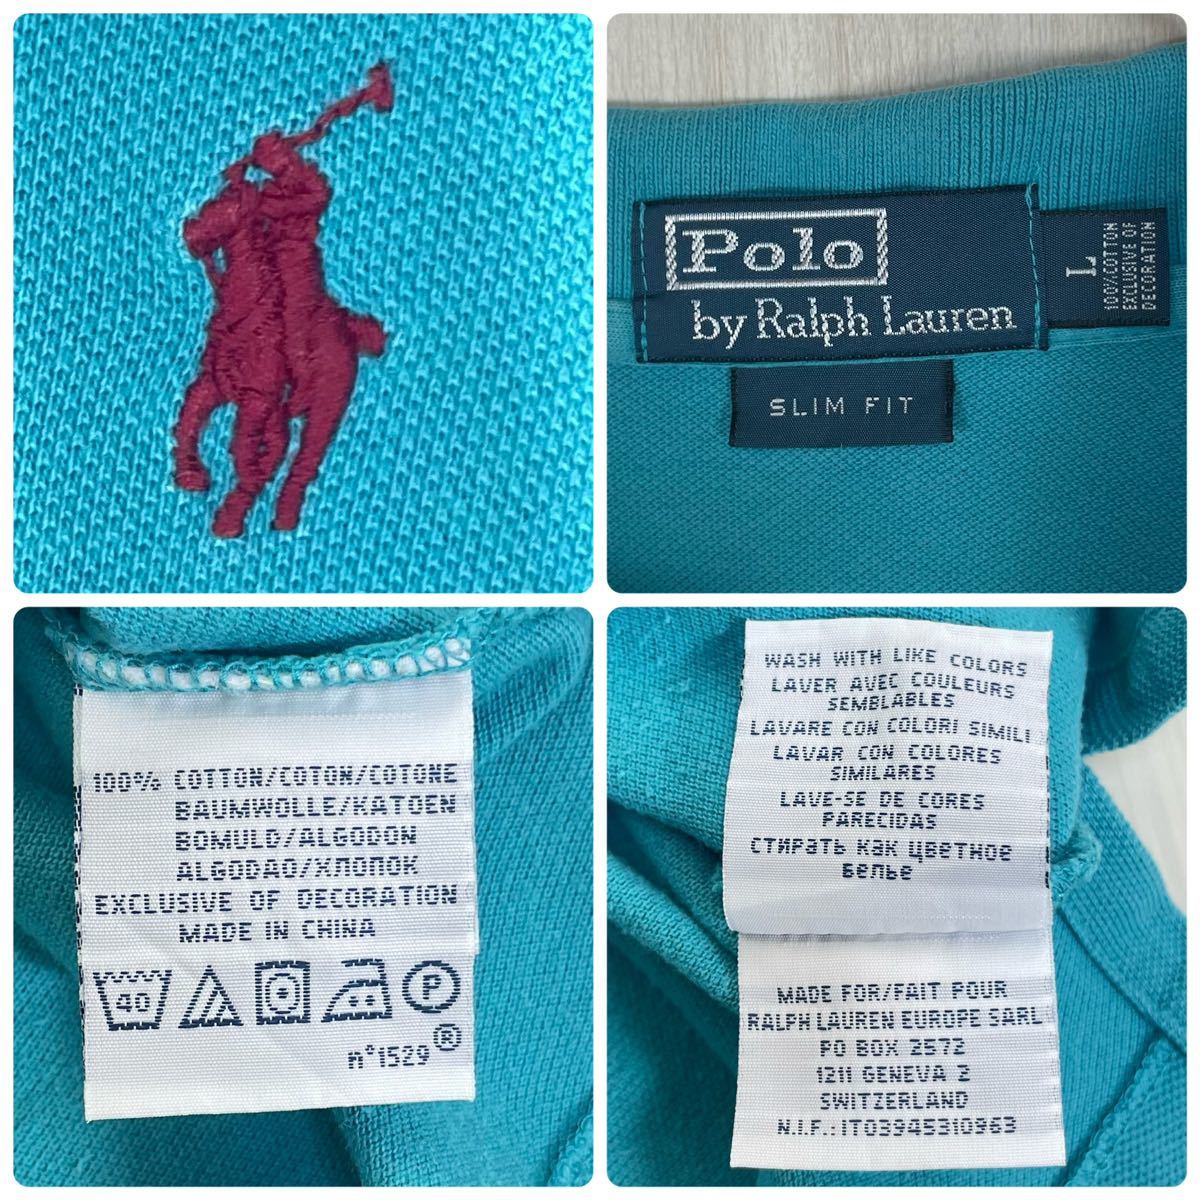 Polo
by Ralph Lauren
L
100% COTTON
EXCLUSIVE OF
DECORATION
SLIM FIT
100% COTTON/COTON/COTONE
BAUMWOLLE/KATOEN
BOMULD/ALGODON
ALGODAO/ХЛОПОК
EXCLUSIVE OF DECORATION
MADE IN CHINA
40
P
n°1529 ®
WASH WITH LIKE COLORS
LAVER AVEC COULEURS
SEMBLABLES
LAVARE CON COLORI SIMILI
LAVAR CON COLORES
SIMILARES
LAVE-SE DE CORES
PARECIDAS
СТИРАТЬ КАК ЦВЕТНОЕ
БЕЛЬЕ
MADE FOR/FAIT POUR
RALPH LAUREN EUROPE SARL
PO BOX 2572
1211 GENEVA 2
SWITZERLAND
N.I.F.: IT03945310963